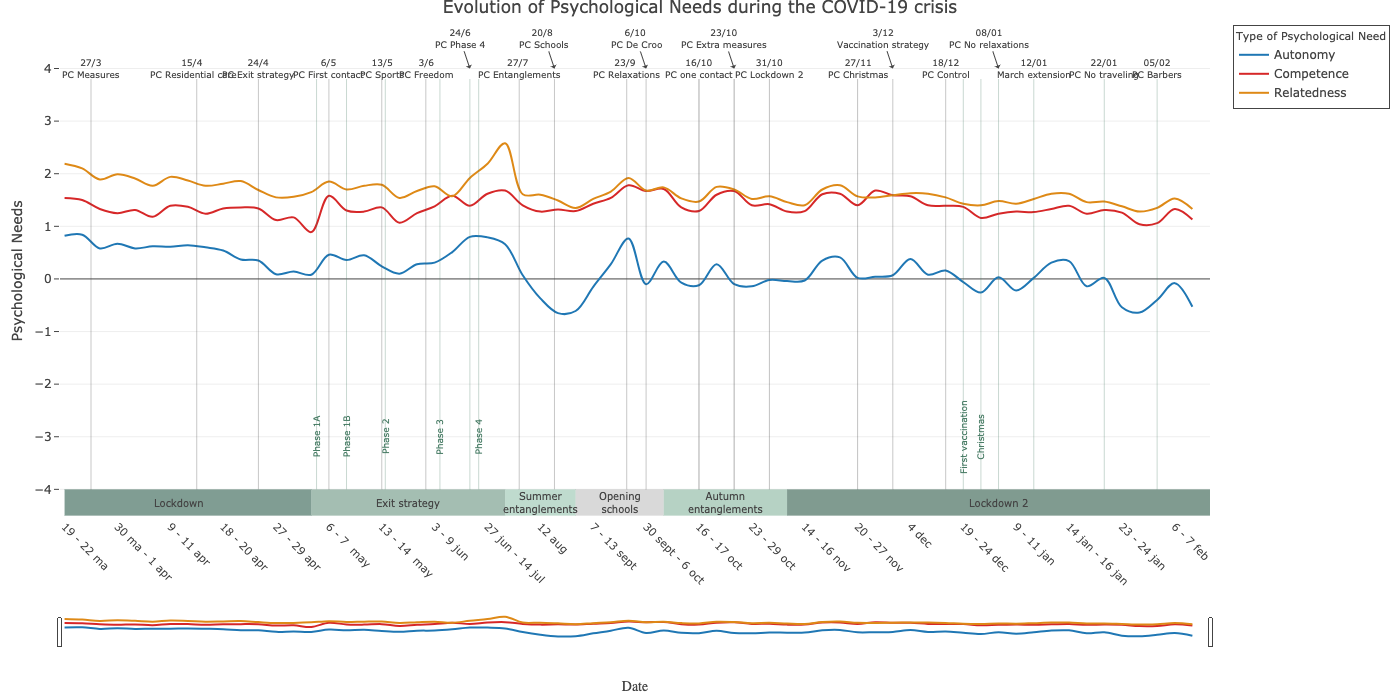 Evolution of Psychological Needs during the COVID-19 crisis
24/6
PC Phase 4
20/8
PC Schools
6/10
PC De Croo
23/10
PC Extra measures
3/12
Vaccination strategy
08/01
PC No relaxations
27/3
PC Measures
15/4
PC Residential care
24/4
PC Exit strategy
6/5
PC First contact
13/5
PC Sports
3/6
PC Freedom
27/7
PC Entanglements
23/9
PC Relaxations
16/10
PC one contact
31/10
PC Lockdown 2
27/11
PC Christmas
18/12
PC Control
12/01
March extension
22/01
PC No traveling
05/02
PC Barbers
Type of Psychological Need
Autonomy
Competence
Relatedness
Psychological Needs
4
3
2
1
0
−1
−2
−3
−4
Phase 1A
Phase 1B
Phase 2
Phase 3
Phase 4
First vaccination
Christmas
Lockdown
Exit strategy
Summer
entanglements
Opening
schools
Autumn
entanglements
Lockdown 2
19 - 22 ma
30 ma - 1 apr
9 - 11 apr
18 - 20 apr
27 - 29 apr
6 - 7 may
13 - 14 may
3 - 9 jun
27 jun - 14 jul
12 aug
7 - 13 sept
30 sept - 6 oct
16 - 17 oct
23 - 29 oct
14 - 16 nov
20 - 27 nov
4 dec
19 - 24 dec
9 - 11 jan
14 jan - 16 jan
23 - 24 jan
6 - 7 feb
Date